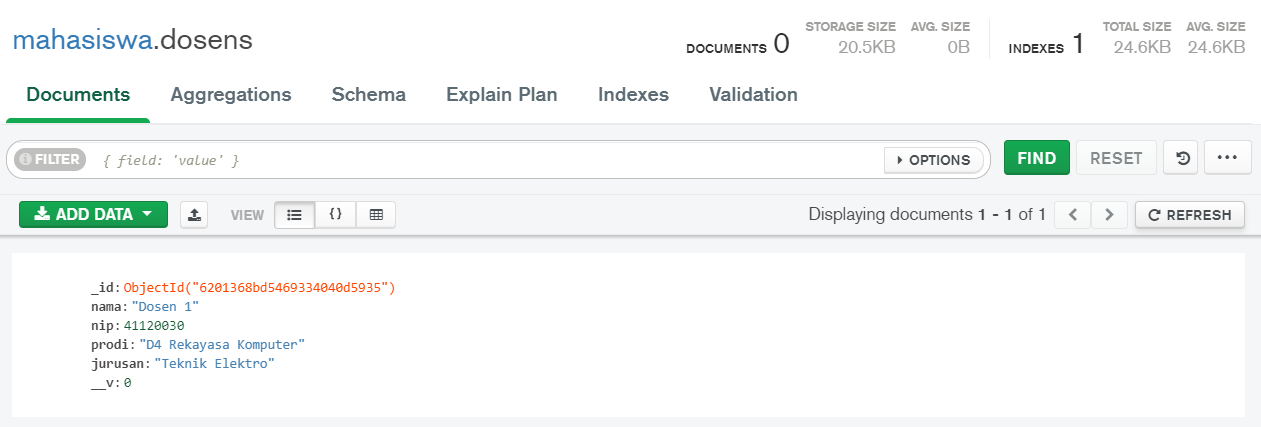 mahasiswa.dosens
DOCUMENTS 0
STORAGE SIZE 20.5KB
AVG. SIZE 0B
INDEXES 1
TOTAL SIZE 24.6KB
AVG. SIZE 24.6KB
Documents Aggregations Schema Explain Plan Indexes Validation
FILTER { field: 'value' } OPTIONS FIND RESET
ADD DATA VIEW {} Displaying documents 1 - 1 of 1 REFRESH
_id: ObjectId("6201368bd5469334040d5935")
nama: "Dosen 1"
nip: 41120030
prodi: "D4 Rekayasa Komputer"
jurusan: "Teknik Elektro"
__v: 0